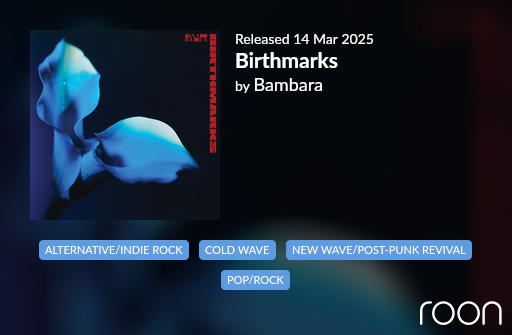 BAMBARA
BIRTHMARKS
Released 14 Mar 2025
Birthmarks
by Bambara
ALTERNATIVE/INDIE ROCK
COLD WAVE
NEW WAVE/POST-PUNK REVIVAL
POP/ROCK
roon